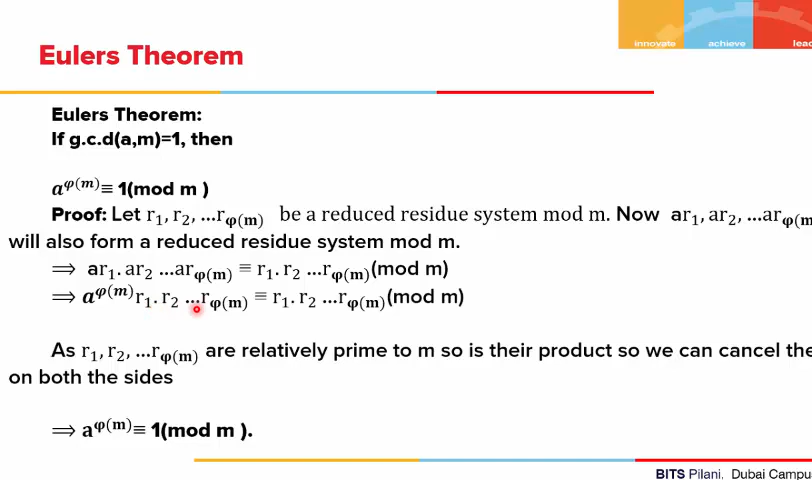 innovate achieve lea
Eulers Theorem
Eulers Theorem:
If g.c.d(a,m)=1, then
a^φ(m)≡ 1(mod m )
Proof: Let r₁, r₂, …r_φ(m) be a reduced residue system mod m. Now ar₁, ar₂, …ar_φ(m
will also form a reduced residue system mod m.
⟹ ar₁. ar₂ …ar_φ(m) ≡ r₁. r₂ …r_φ(m)(mod m)
⟹ a^φ(m)r₁. r₂ …r_φ(m) ≡ r₁. r₂ …r_φ(m)(mod m)
As r₁, r₂, …r_φ(m) are relatively prime to m so is their product so we can cancel the
on both the sides
⟹ a^φ(m)≡ 1(mod m ).
BITS Pilani, Dubai Campu